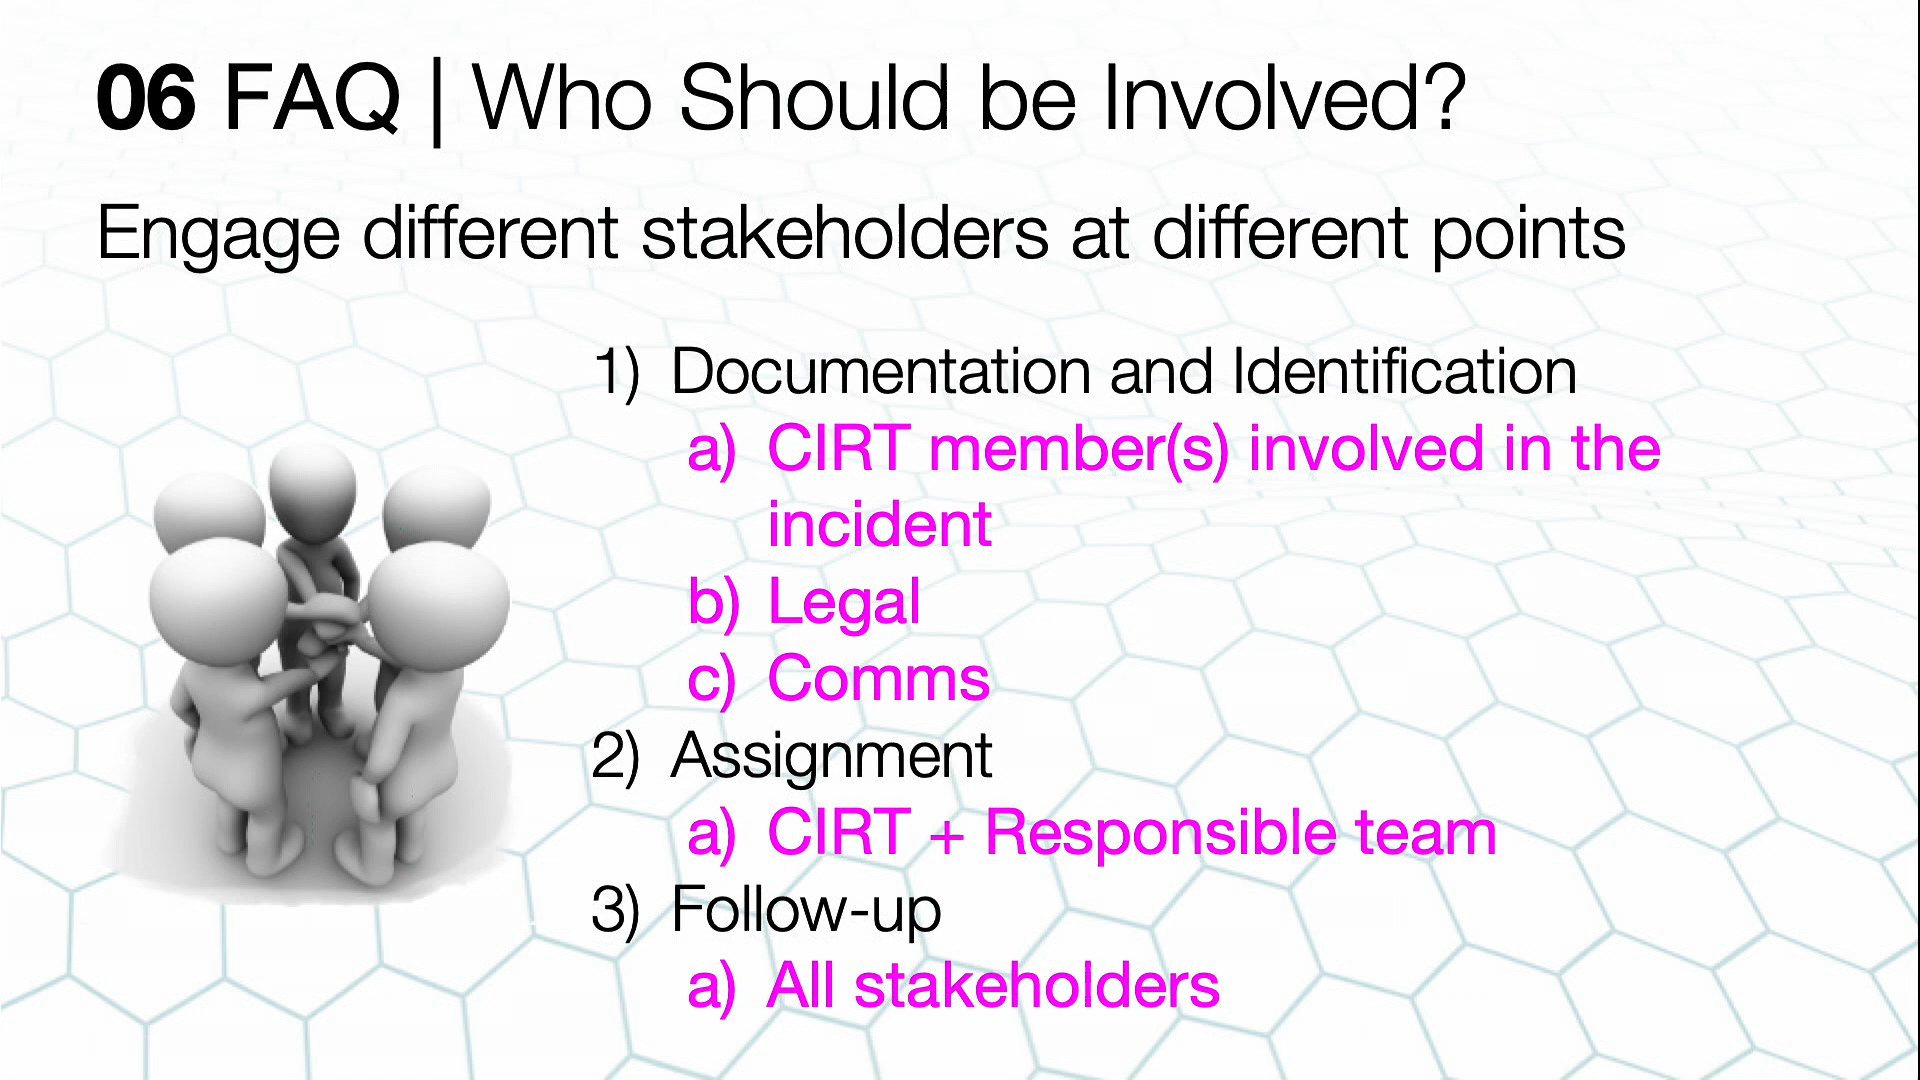 06 FAQ | Who Should be Involved?
Engage different stakeholders at different points
1) Documentation and Identification
a) CIRT member(s) involved in the
incident
b) Legal
c) Comms
2) Assignment
a) CIRT + Responsible team
3) Follow-up
a) All stakeholders